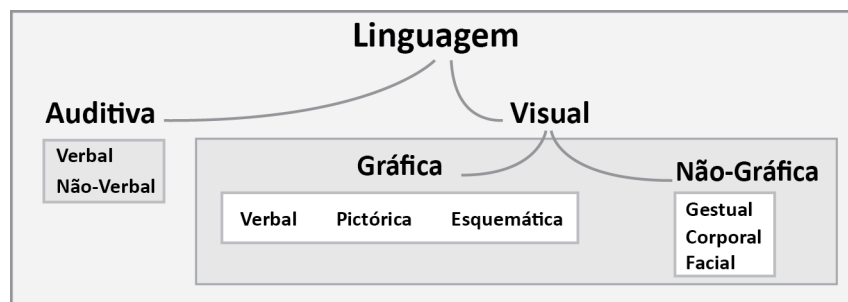 Linguagem
Auditiva
Verbal
Não-Verbal
Visual
Gráfica
Verbal Pictórica Esquemática
Não-Gráfica
Gestual
Corporal
Facial